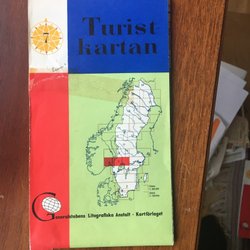 7
Turist
kartan
Generalstabens Litografiska Anstalt · Kartförlaget